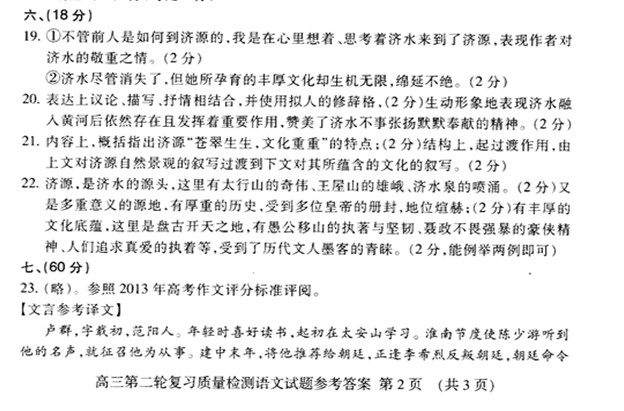 六、(18 分)
19. ①不管前人是如何到济源的,我是在心里想着、思考着济水来到了济源,表现作者对
济水的敬重之情。(2 分)
②济水尽管消失了,但她所孕育的丰厚文化却生机无限,绵延不绝。(2 分)
20. 表达上议论、描写、抒情相结合,并使用拟人的修辞格,(2 分)生动形象地表现济水融
入黄河后依然存在且发挥着重要作用,赞美了济水不事张扬默默奉献的精神。(2 分)
21. 内容上,概括指出济源“苍翠生生,文化重重”的特点;(2 分)结构上,起过渡作用,由
上文对济源自然景观的叙写过渡到下文对其所蕴含的文化的叙写。(2 分)
22. 济源,是济水的源头,这里有太行山的奇伟、王屋山的雄峻、济水泉的喷涌。(2 分)又
是多重意义的源地,有厚重的历史,受到多位皇帝的册封,地位煊赫;(2 分)有丰厚的
文化底蕴,这里是盘古开天之地,有愚公移山的执著与坚韧、聂政不畏强暴的豪侠精
神、人们追求真爱的执着等,受到了历代文人墨客的青睐。(2 分,能例举两例即可)
七、(60 分)
23.(略)。参照 2013 年高考作文评分标准评阅。
【文言参考译文】
卢群,字载初,范阳人。年轻时喜好读书,起初在太安山学习。淮南节度使陈少游听到
他的名声,就征召他为从事。建中末年,将他推荐给朝廷,正逢李希烈反叛朝廷,朝廷命令
高三第二轮复习质量检测语文试题参考答案 第 2 页 (共 3 页)